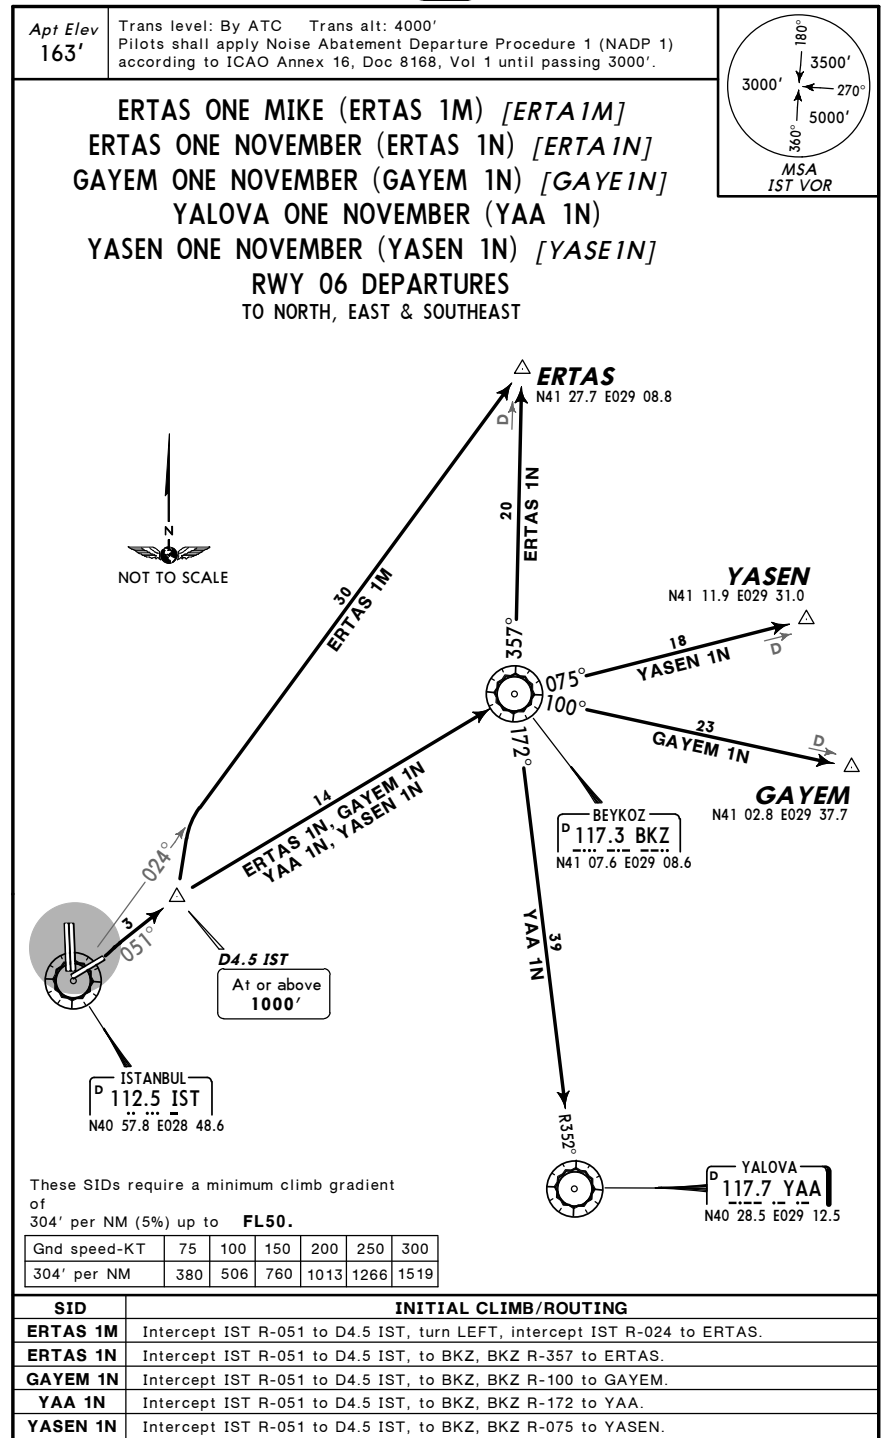 Apt Elev
163'
Trans level: By ATC Trans alt: 4000'
Pilots shall apply Noise Abatement Departure Procedure 1 (NADP 1)
according to ICAO Annex 16, Doc 8168, Vol 1 until passing 3000'.
180°
3500'
3000'
270°
5000'
360°
MSA
IST VOR
ERTAS ONE MIKE (ERTAS 1M) [ERTA1M]
ERTAS ONE NOVEMBER (ERTAS 1N) [ERTA1N]
GAYEM ONE NOVEMBER (GAYEM 1N) [GAYE1N]
YALOVA ONE NOVEMBER (YAA 1N)
YASEN ONE NOVEMBER (YASEN 1N) [YASE1N]
RWY 06 DEPARTURES
TO NORTH, EAST & SOUTHEAST
ERTAS
N41 27.7 E029 08.8
D
20
ERTAS 1N
N
NOT TO SCALE
30
ERTAS 1M
YASEN
N41 11.9 E029 31.0
357°
075°
18
YASEN 1N
D
100°
23
GAYEM 1N
D
172°
GAYEM
N41 02.8 E029 37.7
14
ERTAS 1N, GAYEM 1N
YAA 1N, YASEN 1N
BEYKOZ
D 117.3 BKZ
N41 07.6 E029 08.6
024°
3
051°
D4.5 IST
At or above
1000'
39
YAA 1N
ISTANBUL
D 112.5 IST
N40 57.8 E028 48.6
R352°
YALOVA
D 117.7 YAA
N40 28.5 E029 12.5
These SIDs require a minimum climb gradient
of
304' per NM (5%) up to FL50.
Gnd speed-KT 75 100 150 200 250 300
304' per NM 380 506 760 1013 1266 1519
SID INITIAL CLIMB/ROUTING
ERTAS 1M Intercept IST R-051 to D4.5 IST, turn LEFT, intercept IST R-024 to ERTAS.
ERTAS 1N Intercept IST R-051 to D4.5 IST, to BKZ, BKZ R-357 to ERTAS.
GAYEM 1N Intercept IST R-051 to D4.5 IST, to BKZ, BKZ R-100 to GAYEM.
YAA 1N Intercept IST R-051 to D4.5 IST, to BKZ, BKZ R-172 to YAA.
YASEN 1N Intercept IST R-051 to D4.5 IST, to BKZ, BKZ R-075 to YASEN.